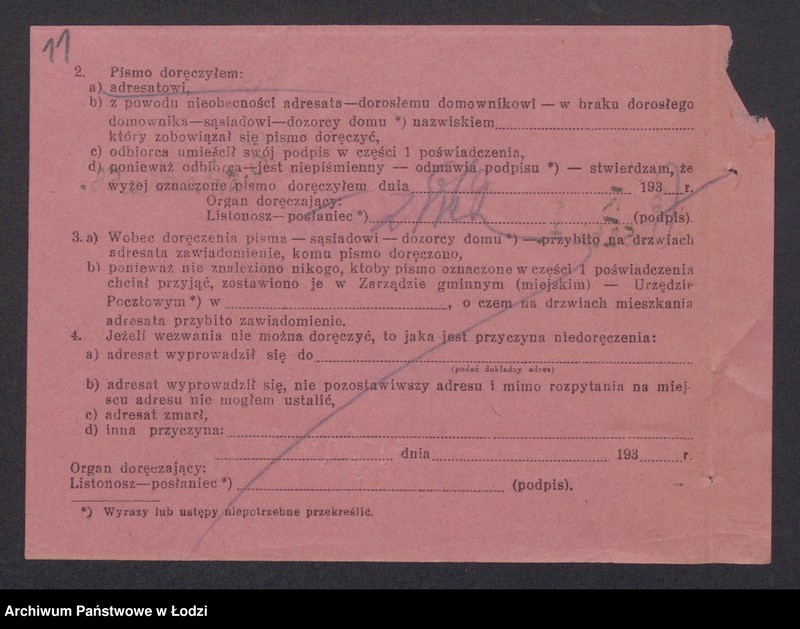 11
2. Pismo doręczyłem:
a) adresatowi,
b) z powodu nieobecności adresata—dorosłemu domownikowi — w braku dorosłego
domownika—sąsiadowi—dozorcy domu *) nazwiskiem
który zobowiązał się pismo doręczyć,
c) odbiorca umieścił swój podpis w części 1 poświadczenia,
d) ponieważ odbiorca—jest niepiśmienny — odmawia podpisu *) — stwierdzam, że
wyżej oznaczone pismo doręczyłem dnia 193 r.
Organ doręczający:
Listonosz—posłaniec *) (podpis).
3. a) Wobec doręczenia pisma — sąsiadowi — dozorcy domu *) — przybito na drzwiach
adresata zawiadomienie, komu pismo doręczono,
b) ponieważ nie znaleziono nikogo, ktoby pismo oznaczone w części 1 poświadczenia
chciał przyjąć, zostawiono je w Zarządzie gminnym (miejskim) — Urzędzie
Pocztowym *) w , o czem na drzwiach mieszkania
adresata przybito zawiadomienie.
4. Jeżeli wezwania nie można doręczyć, to jaka jest przyczyna niedoręczenia:
a) adresat wyprowadził się do
(podać dokładny adres)
b) adresat wyprowadził się, nie pozostawiwszy adresu i mimo rozpytania na miej-
scu adresu nie mogłem ustalić,
c) adresat zmarł,
d) inna przyczyna:
dnia 193 r.
Organ doręczający:
Listonosz—posłaniec *) (podpis).
*) Wyrazy lub ustępy niepotrzebne przekreślić.
Archiwum Państwowe w Łodzi